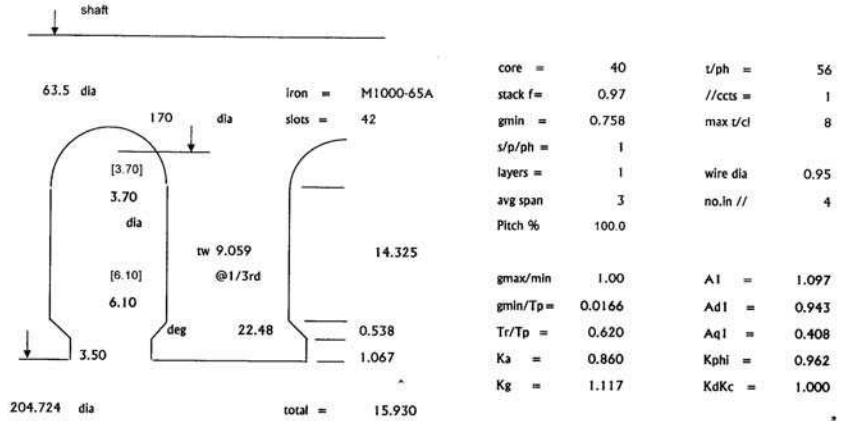 shaft
63.5 dia
iron = M1000-65A
170 dia
slots = 42
[3.70]
3.70
dia
tw 9.059
14.325
[6.10]
@1/3rd
6.10
deg 22.48
0.538
3.50
1.067
^
204.724 dia
total = 15.930
core = 40
t/ph = 56
stack f= 0.97
//ccts = 1
gmin = 0.758
max t/cl 8
s/p/ph = 1
layers = 1
wire dia 0.95
avg span 3
no.in // 4
Pitch % 100.0
gmax/min 1.00
A1 = 1.097
gmin/Tp= 0.0166
Ad1 = 0.943
Tr/Tp = 0.620
Aq1 = 0.408
Ka = 0.860
Kphi = 0.962
Kg = 1.117
KdKc = 1.000
*